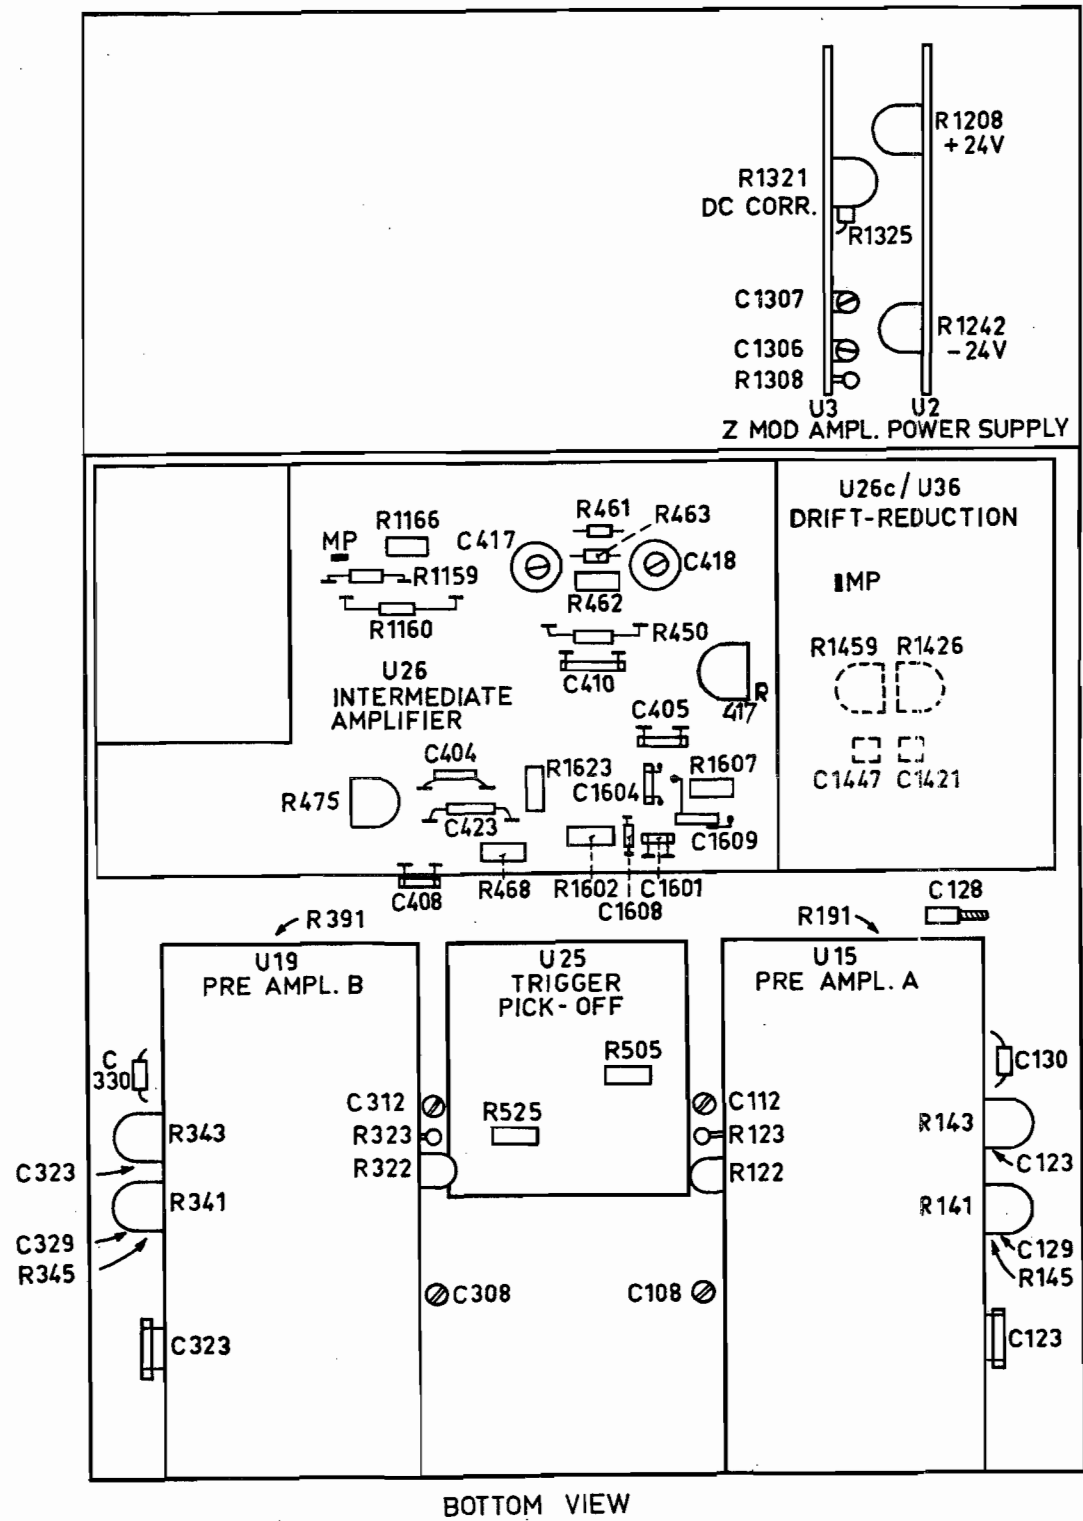 R1208
+24V
R1321
DC CORR.
R1325
C1307
R1242
-24V
C1306
R1308
U3
U2
Z MOD AMPL. POWER SUPPLY
U26c/U36
DRIFT-REDUCTION
R461
R463
R1166
C417
MP
C418
R1159
R462
MP
R1160
R450
R1459
R1426
U26
INTERMEDIATE
AMPLIFIER
C410
R
417
C405
C404
R1623
R1607
C1447
C1421
C1604
R475
C423
C1609
R468
R1602
C1601
C408
C1608
C128
R391
R191
U19
PRE AMPL. B
U25
TRIGGER
PICK-OFF
U15
PRE AMPL. A
R505
C
330
C130
C312
R525
C112
R343
R323
R123
R143
C323
R322
R122
C123
R341
R141
C329
C129
R345
R145
C308
C108
C323
C123
BOTTOM VIEW